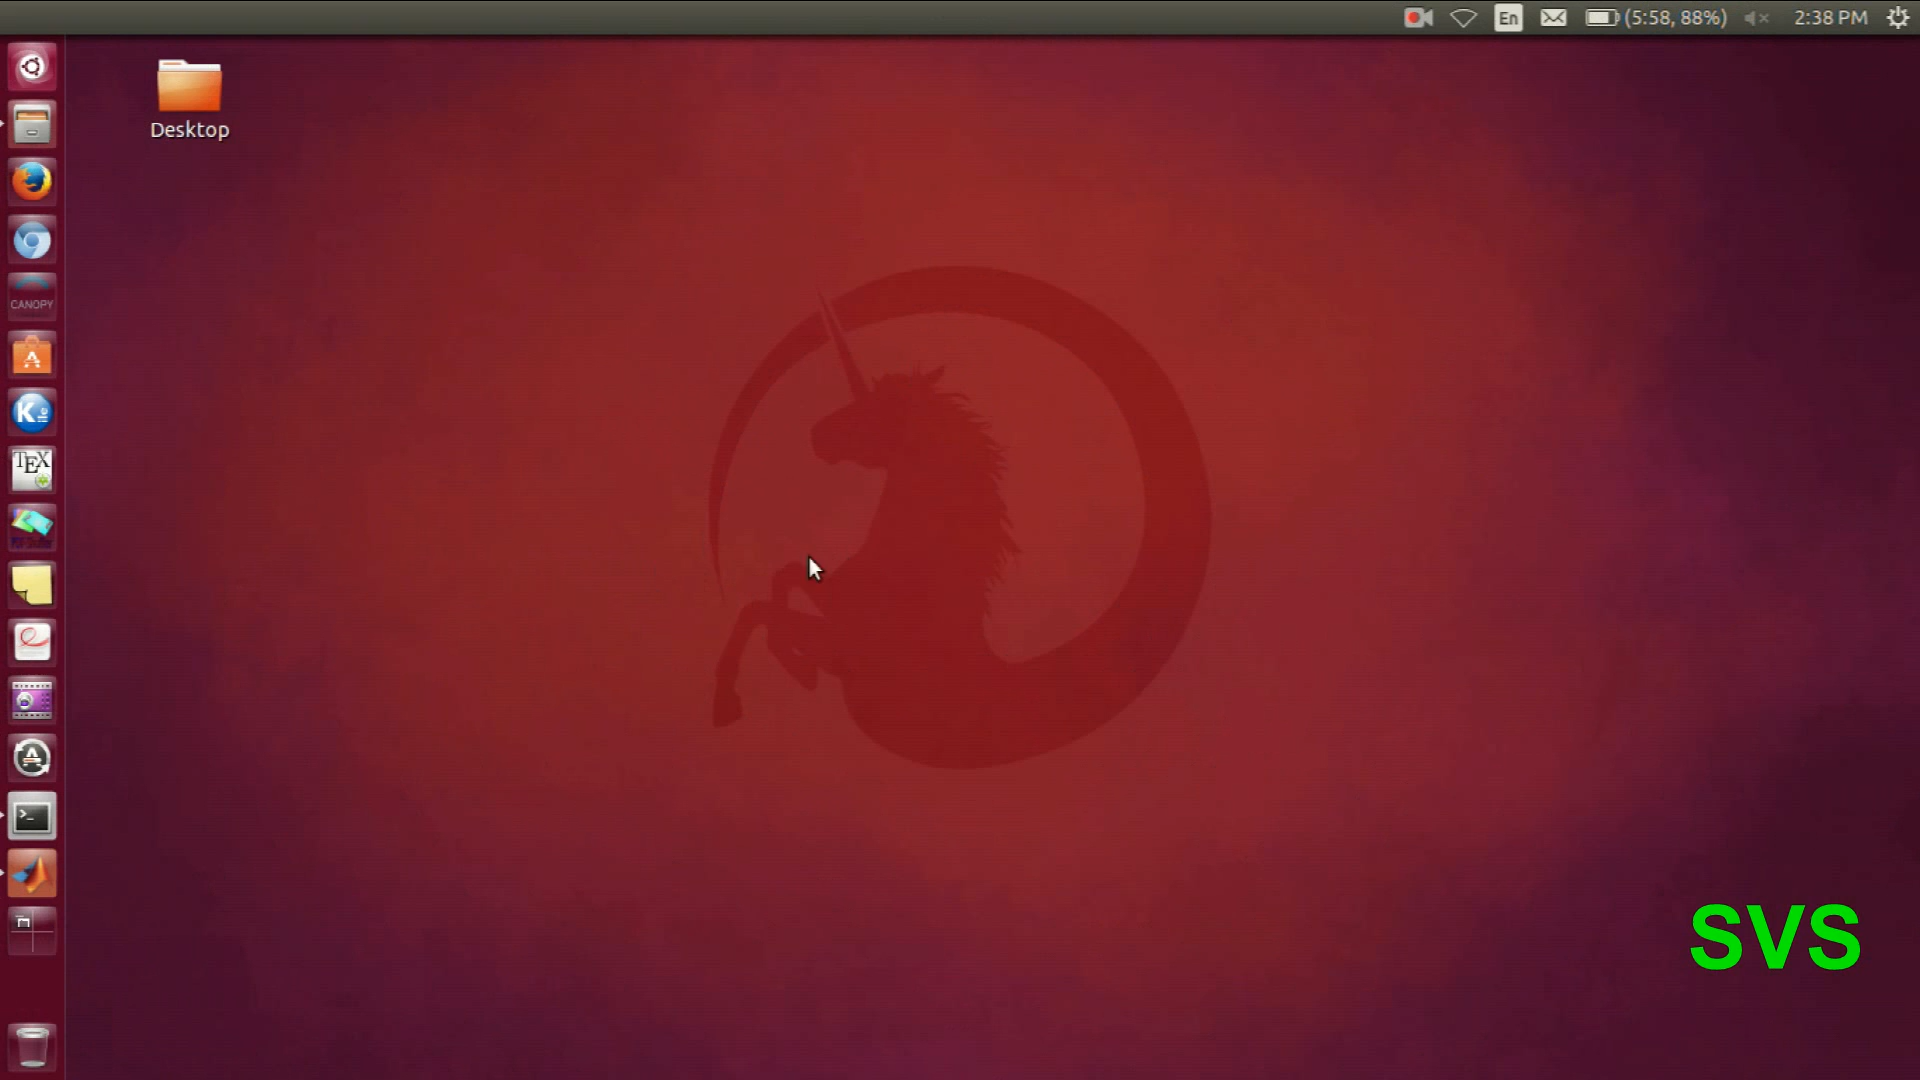 En
(5:58, 88%)
2:38 PM
Desktop
CANOPY
K
TEX
SVS